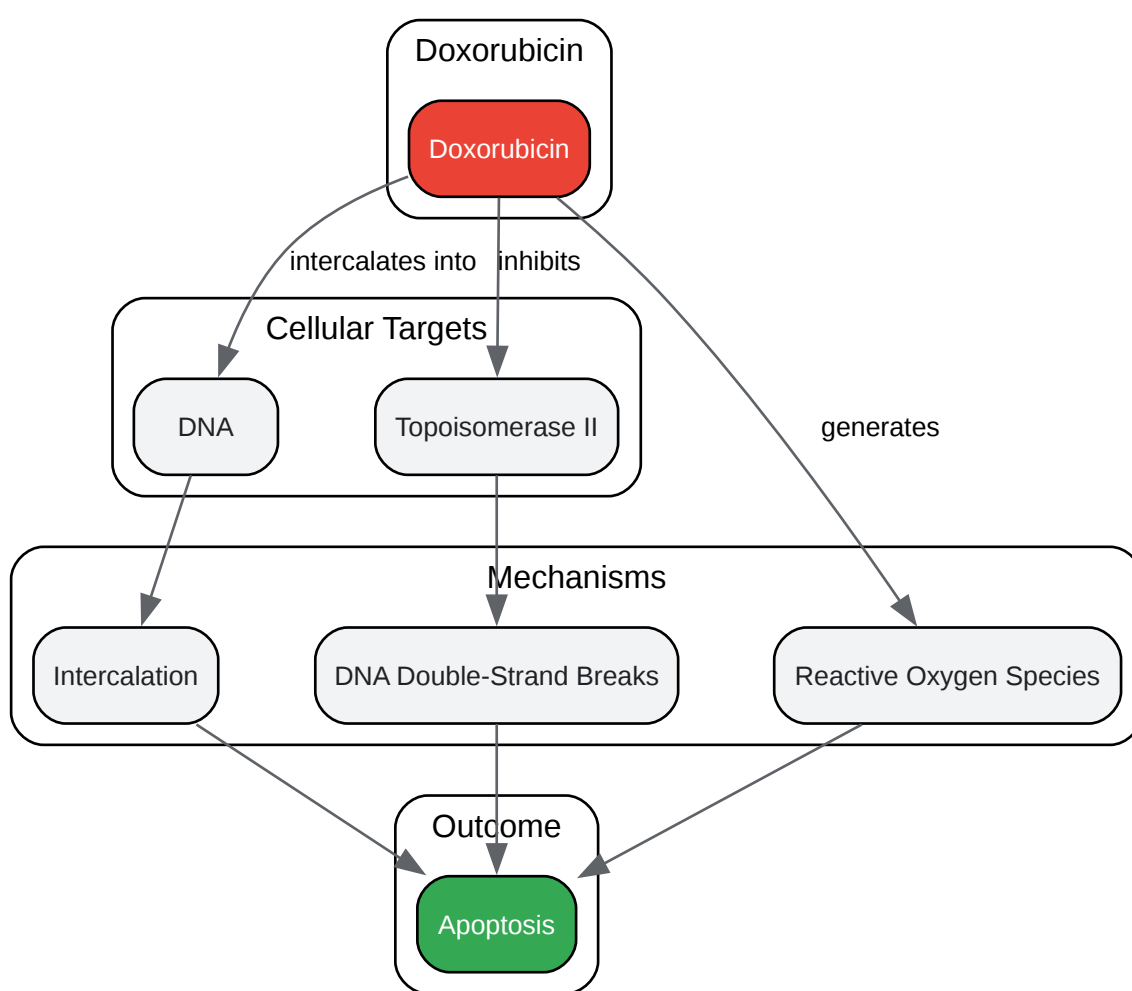 Doxorubicin
Doxorubicin
intercalates into
inhibits
Cellular Targets
DNA
Topoisomerase II
generates
Mechanisms
Intercalation
DNA Double-Strand Breaks
Reactive Oxygen Species
Outcome
Apoptosis